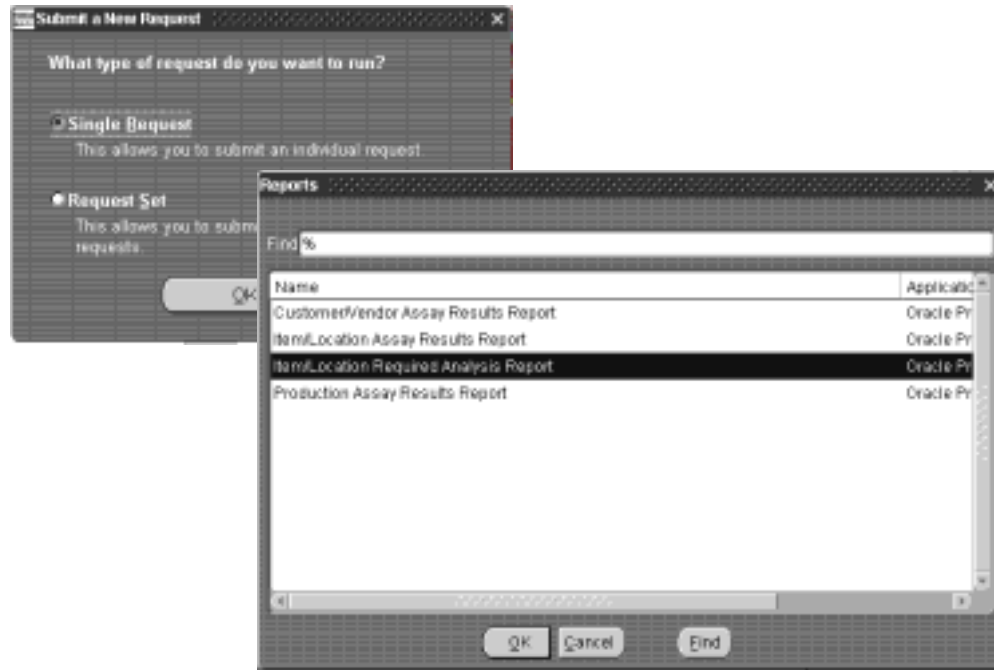 Submit a New Request
What type of request do you want to run?
Single Request
This allows you to submit an individual request.
Request Set
This allows you to subm
requests.
OK
Reports
Find %
Name Applicatio
Customer/Vendor Assay Results Report Oracle Pr
Item/Location Assay Results Report Oracle Pr
Item/Location Required Analysis Report Oracle Pr
Production Assay Results Report Oracle Pr
OK Cancel Find